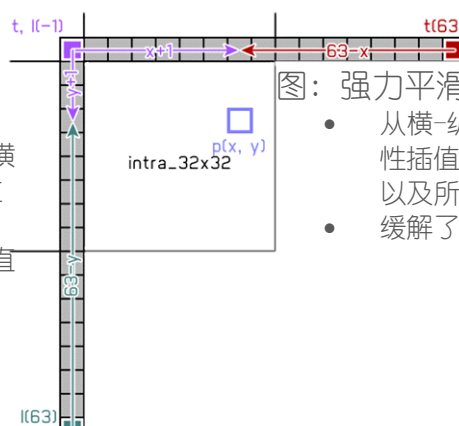 t, l(-1)
t(63
x+1
63-x
y+1
图：强力平滑
p(x, y)
intra_32x32
从横-纵
性插值
以及所
缓解了
横
直
63-y
l(63)